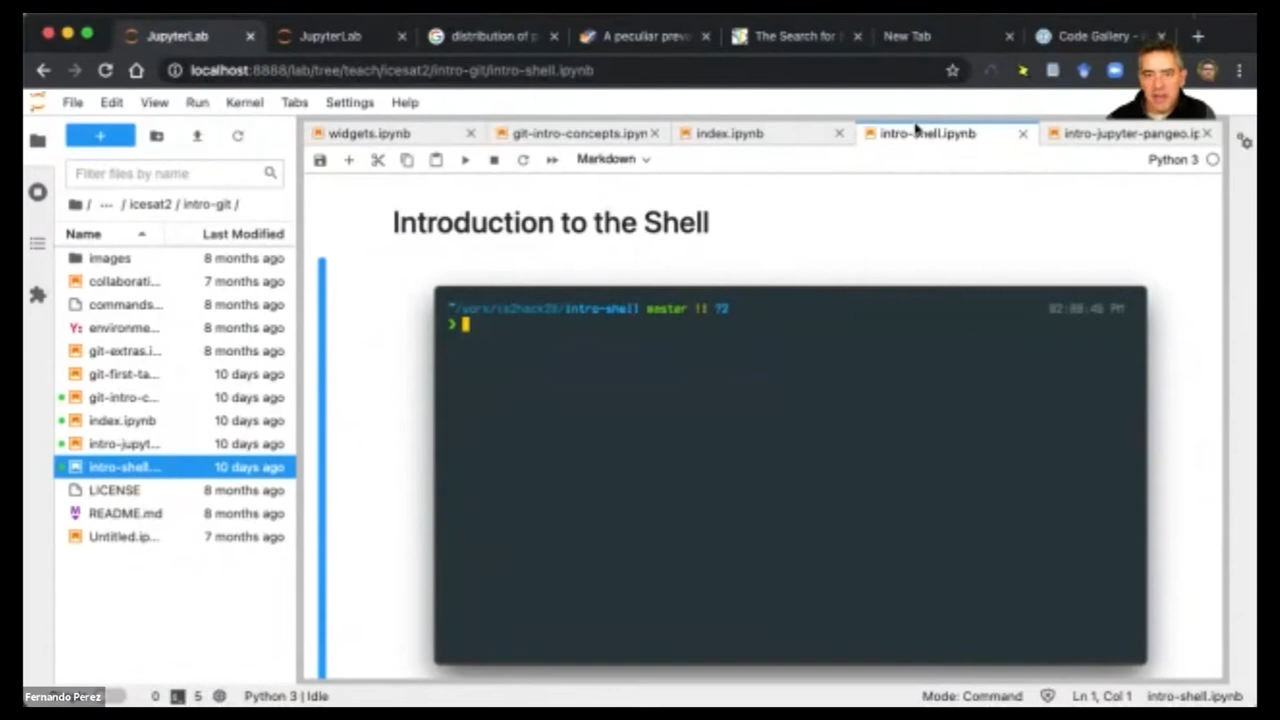 JupyterLab
JupyterLab
distribution of p
A peculiar prev
The Search for
New Tab
Code Gallery -
localhost:8888/lab/tree/teach/icesat2/intro-git/intro-shell.ipynb
File Edit View Run Kernel Tabs Settings Help
widgets.ipynb
git-intro-concepts.ipyn
index.ipynb
intro-shell.ipynb
intro-jupyter-pangeo.ip
Markdown
Python 3
Filter files by name
/ ... / icesat2 / intro-git /
Name Last Modified
images 8 months ago
collaborati... 7 months ago
commands... 8 months ago
environme... 8 months ago
git-extras.i... 8 months ago
git-first-ta... 10 days ago
git-intro-c... 10 days ago
index.ipynb 10 days ago
intro-jupyt... 10 days ago
intro-shell.... 10 days ago
LICENSE 8 months ago
README.md 8 months ago
Untitled.ip... 7 months ago
Introduction to the Shell
intro-shell master !1 ?2
Fernando Perez
0 5 Python 3 | Idle
Mode: Command Ln 1, Col 1 intro-shell.ipynb